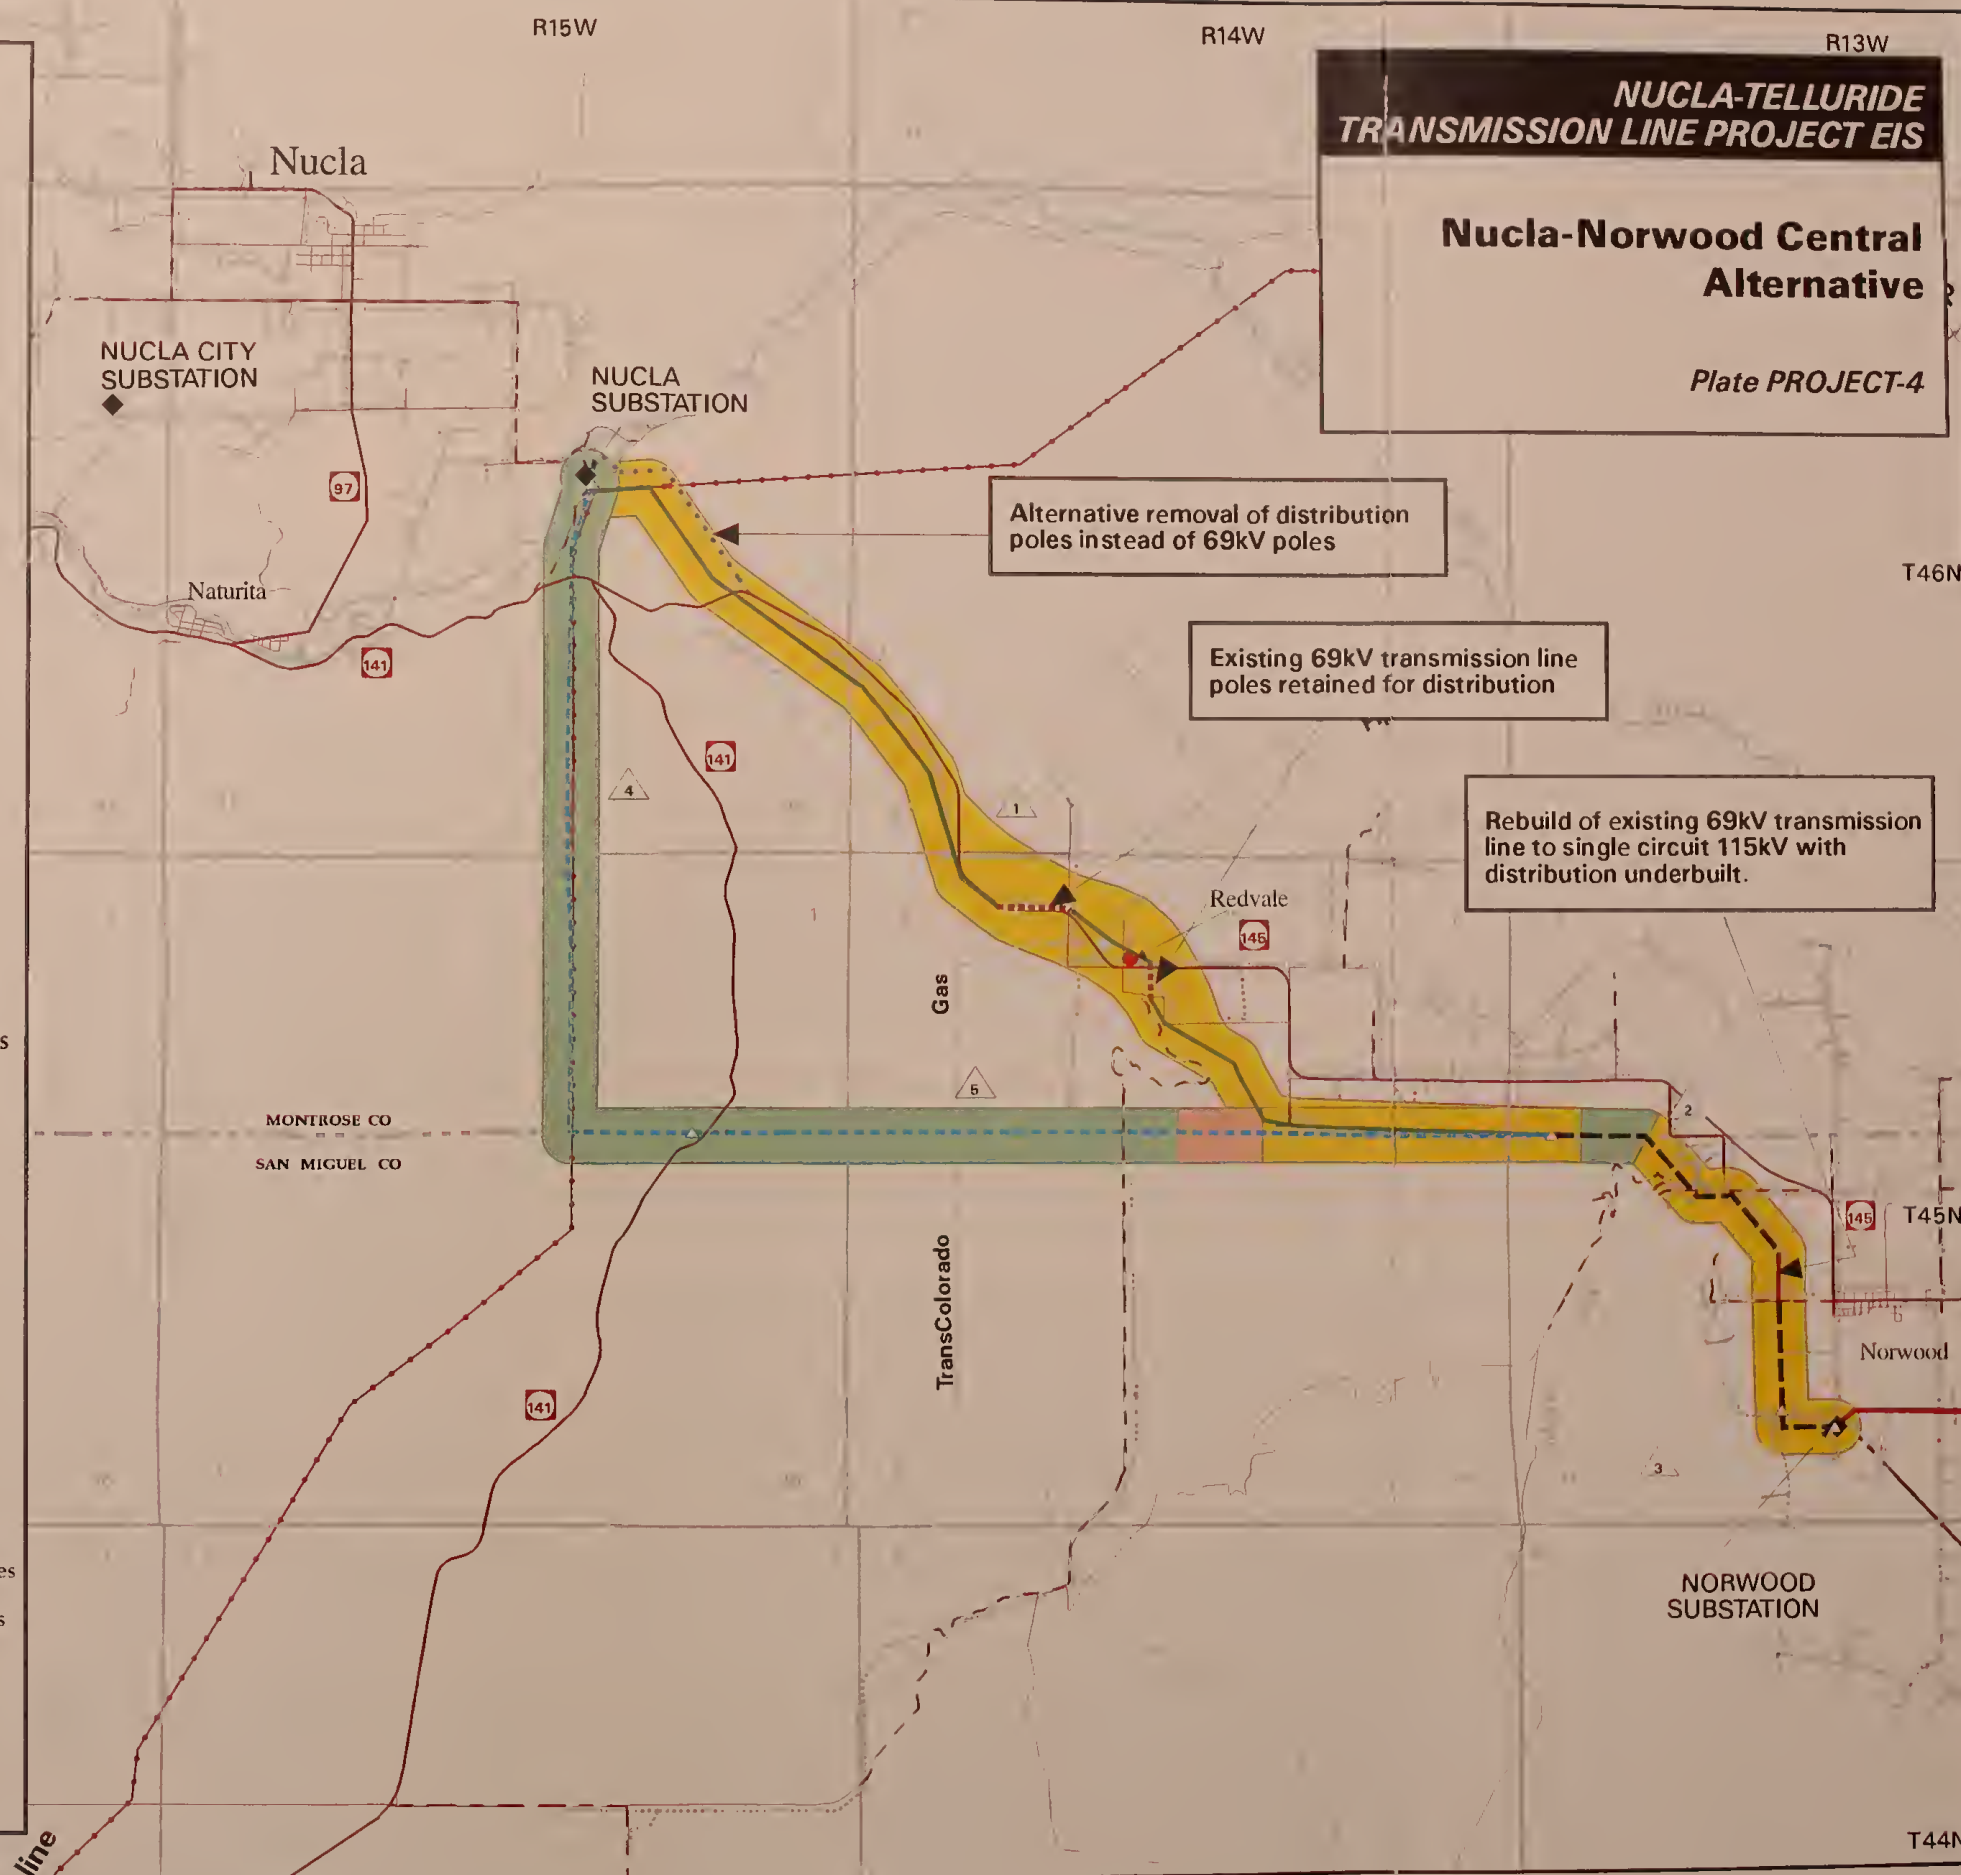 R15W
R14W
R13W
NUCLA-TELLURIDE
TRANSMISSION LINE PROJECT EIS
Nucla-Norwood Central
Alternative
Plate PROJECT-4
Nucla
NUCLA CITY
SUBSTATION
NUCLA
SUBSTATION
97
Alternative removal of distribution
poles instead of 69kV poles
T46N
Naturita
141
Existing 69kV transmission line
poles retained for distribution
141
4
1
Rebuild of existing 69kV transmission
line to single circuit 115kV with
distribution underbuilt.
Redvale
1
145
Gas
s
5
2
MONTROSE CO
SAN MIGUEL CO
145
T45N
TransColorado
Norwood
141
3
es
NORWOOD
SUBSTATION
s
T44N
line